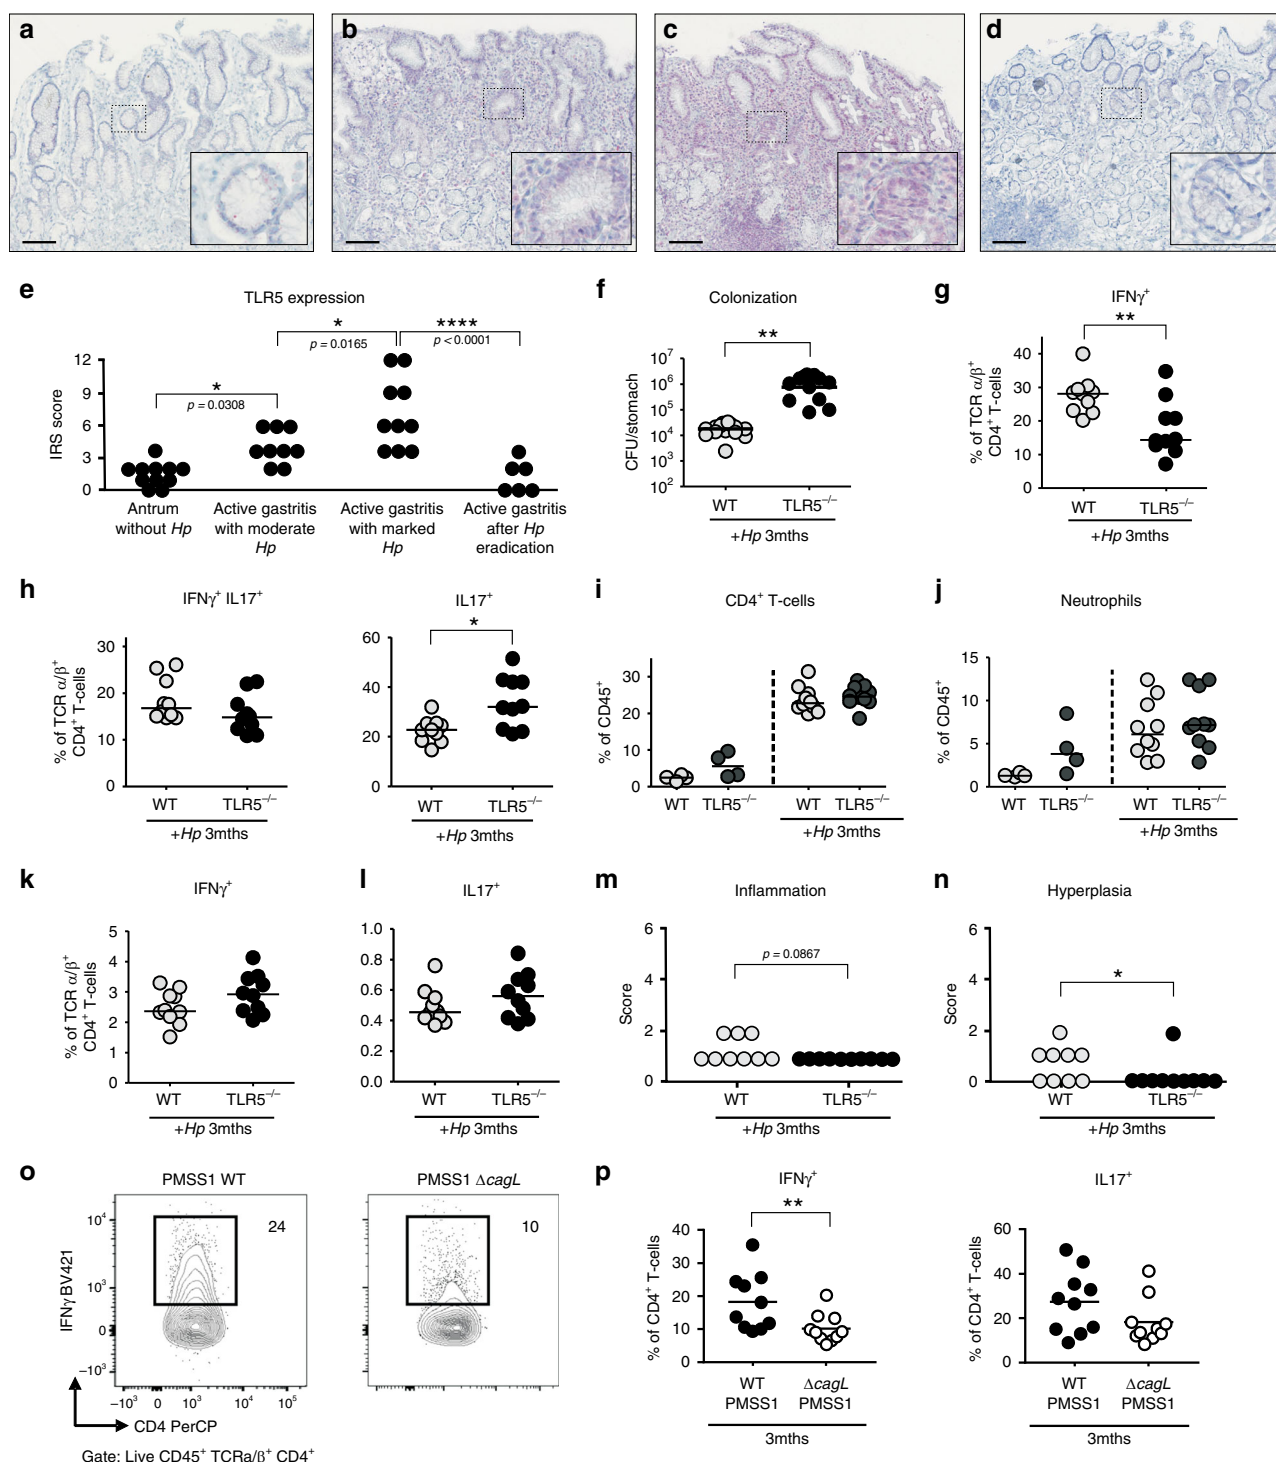 a b c d
e f g
TLR5 expression
Colonization
IFNγ⁺
* p = 0.0165
**** p < 0.0001
* p = 0.0308
IRS score
12
9
6
3
0
Antrum without Hp
Active gastritis with moderate Hp
Active gastritis with marked Hp
Active gastritis after Hp eradication
**
CFU/stomach
10⁷
10⁶
10⁵
10⁴
10³
10²
WT TLR5⁻/⁻
+Hp 3mths
**
% of TCR α/β⁺ CD4⁺ T-cells
40
30
20
10
0
WT TLR5⁻/⁻
+Hp 3mths
h i j
IFNγ⁺ IL17⁺
% of TCR α/β⁺ CD4⁺ T-cells
30
20
10
0
WT TLR5⁻/⁻
+Hp 3mths
IL17⁺
*
60
40
20
0
WT TLR5⁻/⁻
+Hp 3mths
CD4⁺ T-cells
% of CD45⁺
30
20
10
0
WT TLR5⁻/⁻ WT TLR5⁻/⁻
+Hp 3mths
Neutrophils
% of CD45⁺
15
10
5
0
WT TLR5⁻/⁻ WT TLR5⁻/⁻
+Hp 3mths
k l m n
IFNγ⁺
% of TCR α/β⁺ CD4⁺ T-cells
5
4
3
2
1
0
WT TLR5⁻/⁻
+Hp 3mths
IL17⁺
1.0
0.8
0.6
0.4
0.2
0.0
WT TLR5⁻/⁻
+Hp 3mths
Inflammation
p = 0.0867
Score
6
4
2
0
WT TLR5⁻/⁻
+Hp 3mths
Hyperplasia
*
Score
6
4
2
0
WT TLR5⁻/⁻
+Hp 3mths
o p
PMSS1 WT
24
PMSS1 ΔcagL
10
IFNγ BV421
10⁴
10³
0
−10³
−10³ 0 10³ 10⁴ 10⁵
CD4 PerCP
Gate: Live CD45⁺ TCRa/β⁺ CD4⁺
IFNγ⁺
**
% of CD4⁺ T-cells
40
30
20
10
0
WT PMSS1
ΔcagL PMSS1
3mths
IL17⁺
% of CD4⁺ T-cells
60
40
20
0
WT PMSS1
ΔcagL PMSS1
3mths